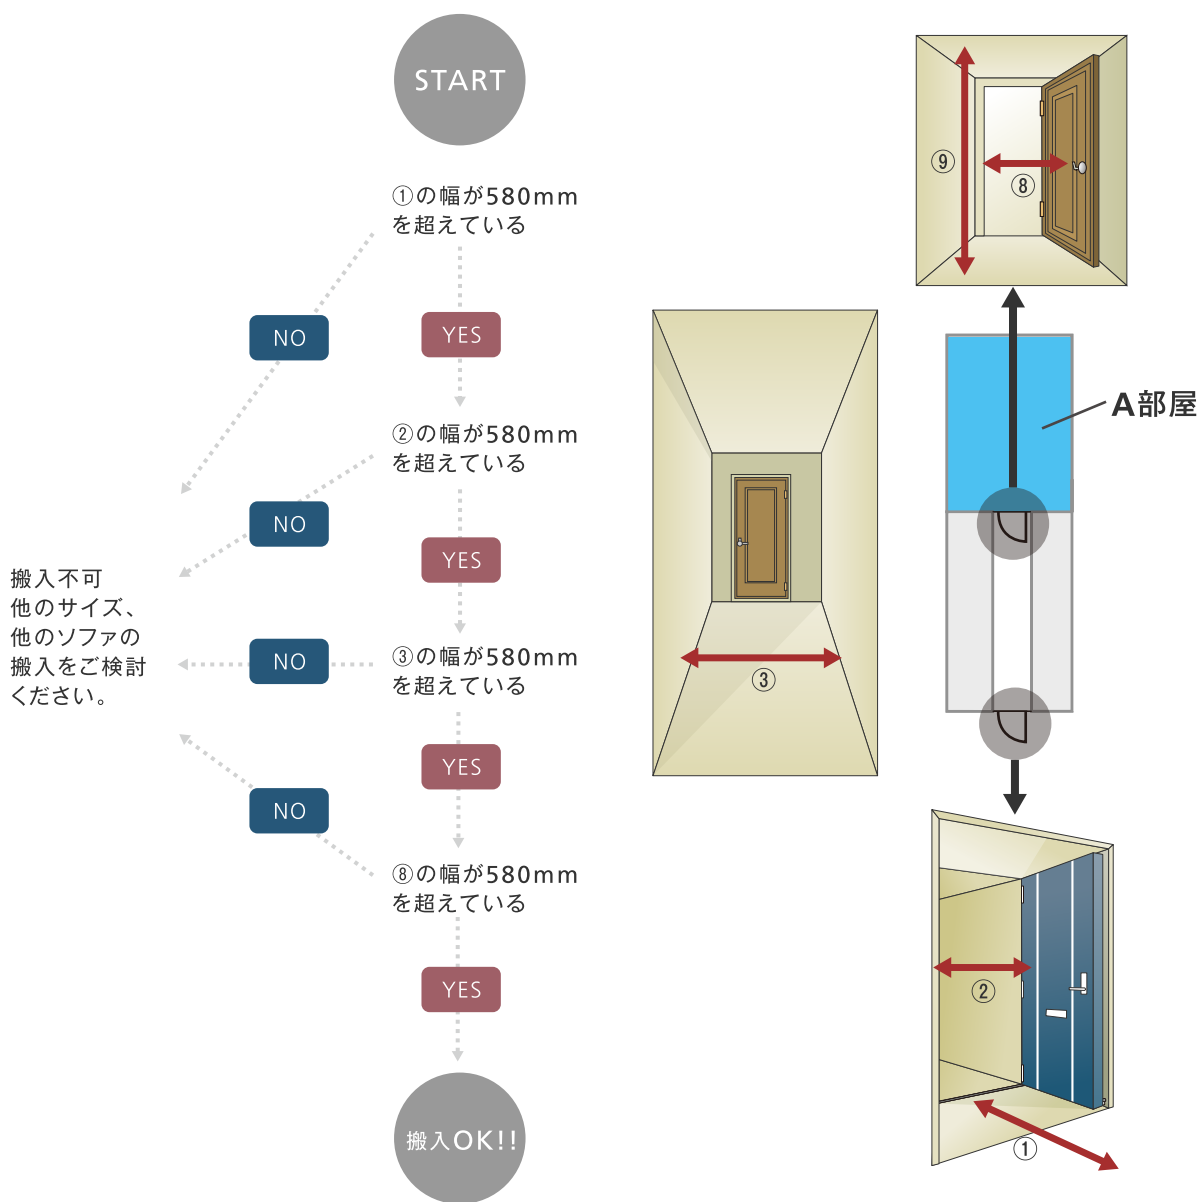 START
①の幅が580mm
を超えている
NO
YES
②の幅が580mm
を超えている
NO
YES
搬入不可
他のサイズ、
他のソファの
搬入をご検討
ください。
③の幅が580mm
を超えている
NO
YES
⑧の幅が580mm
を超えている
NO
YES
搬入OK!!
③
⑨
⑧
A部屋
②
①